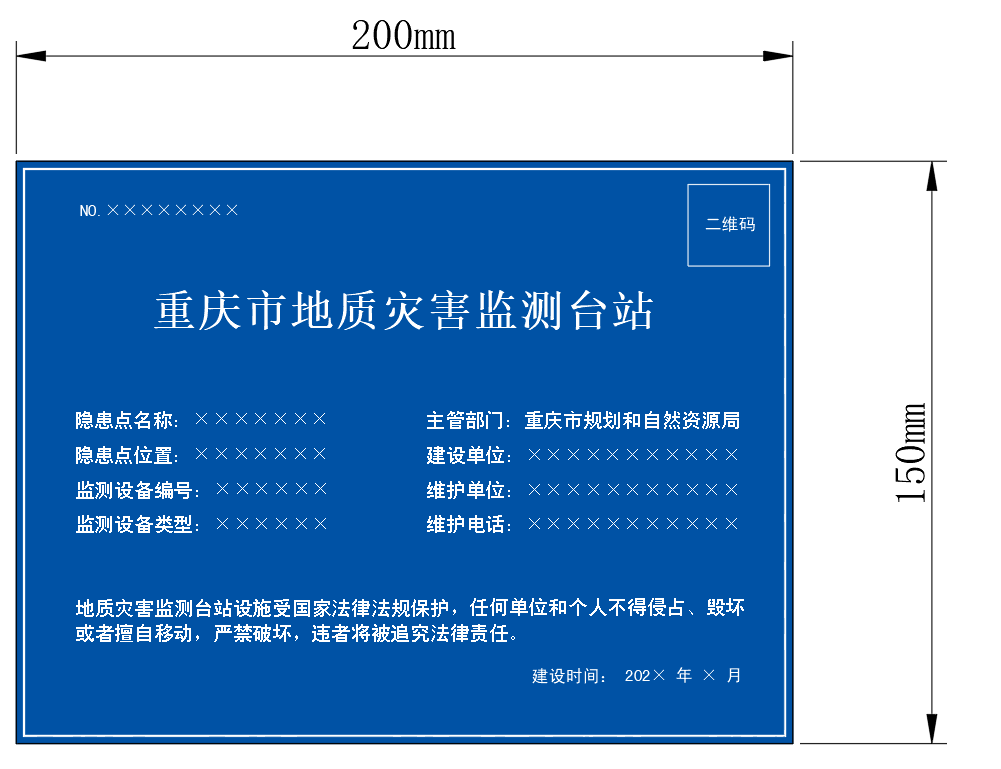 200mm
NO.××××××××
二维码
重庆市地质灾害监测台站
隐患点名称：×××××××
主管部门：重庆市规划和自然资源局
隐患点位置：×××××××
建设单位：×××××××××××
监测设备编号：××××××
维护单位：×××××××××××
监测设备类型：××××××
维护电话：×××××××××××
150mm
地质灾害监测台站设施受国家法律法规保护，任何单位和个人不得侵占、毁坏
或者擅自移动，严禁破坏，违者将被追究法律责任。
建设时间：202× 年 × 月